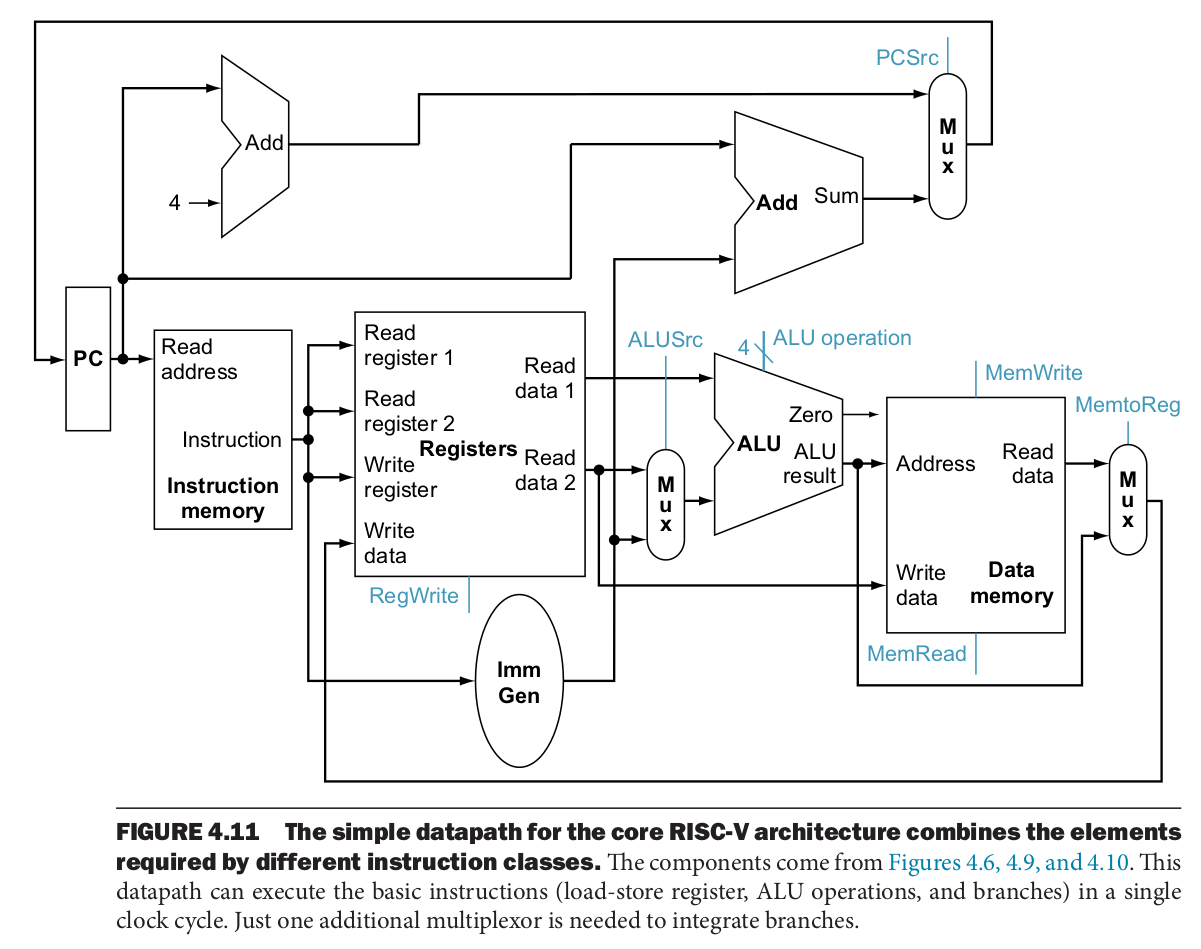 PCSrc
M
u
x
Add
4
Add Sum
PC
Read
address
Instruction
Instruction
memory
Read
register 1
Read
register 2
Write
register
Write
data
Registers
Read
data 1
Read
data 2
RegWrite
Imm
Gen
ALUSrc
M
u
x
4 ALU operation
Zero
ALU
ALU
result
MemWrite
Address
Read
data
Write
data
Data
memory
MemRead
MemtoReg
M
u
x
FIGURE 4.11 The simple datapath for the core RISC-V architecture combines the elements
required by different instruction classes. The components come from Figures 4.6, 4.9, and 4.10. This
datapath can execute the basic instructions (load-store register, ALU operations, and branches) in a single
clock cycle. Just one additional multiplexor is needed to integrate branches.